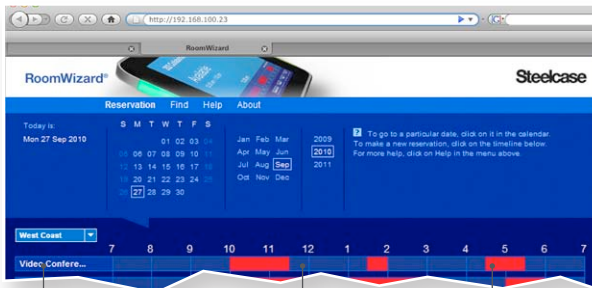 http://192.168.100.23
RoomWizard
RoomWizard®
Steelcase
Reservation Find Help About
Today is:
Mon 27 Sep 2010
S M T W T F S
01 02 03 04
05 06 07 08 09 10 11
12 13 14 15 16 17 18
19 20 21 22 23 24 25
26 27 28 29 30
Jan Feb Mar
Apr May Jun
Jul Aug Sep
Oct Nov Dec
2009
2010
2011
? To go to a particular date, click on it in the calendar.
To make a new reservation, click on the timeline below.
For more help, click on Help in the menu above.
West Coast
7 8 9 10 11 12 1 2 3 4 5 6 7
Video Confere...